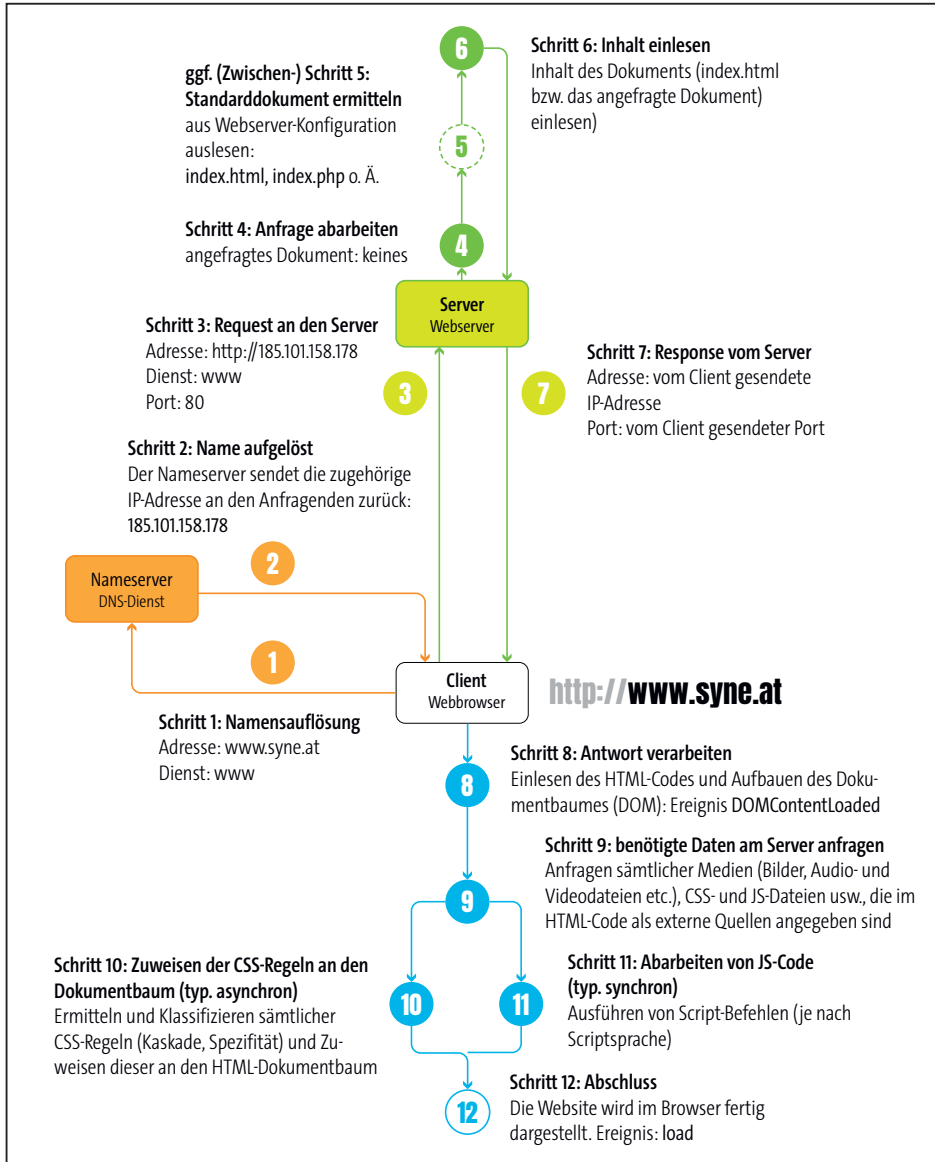 6
Schritt 6: Inhalt einlesen
Inhalt des Dokuments (index.html
bzw. das angefragte Dokument)
einlesen)
ggf. (Zwischen-) Schritt 5:
Standarddokument ermitteln
aus Webserver-Konfiguration
auslesen:
index.html, index.php o. Ä.
5
Schritt 4: Anfrage abarbeiten
angefragtes Dokument: keines
4
Server
Webserver
Schritt 3: Request an den Server
Adresse: http://185.101.158.178
Dienst: www
Port: 80
3
7
Schritt 7: Response vom Server
Adresse: vom Client gesendete
IP-Adresse
Port: vom Client gesendeter Port
Schritt 2: Name aufgelöst
Der Nameserver sendet die zugehörige
IP-Adresse an den Anfragenden zurück:
185.101.158.178
2
Nameserver
DNS-Dienst
1
Client
Webbrowser
http://www.syne.at
Schritt 1: Namensauflösung
Adresse: www.syne.at
Dienst: www
8
Schritt 8: Antwort verarbeiten
Einlesen des HTML-Codes und Aufbauen des Doku-
mentbaumes (DOM): Ereignis DOMContentLoaded
9
Schritt 9: benötigte Daten am Server anfragen
Anfragen sämtlicher Medien (Bilder, Audio- und
Videodateien etc.), CSS- und JS-Dateien usw., die im
HTML-Code als externe Quellen angegeben sind
Schritt 10: Zuweisen der CSS-Regeln an den
Dokumentbaum (typ. asynchron)
Ermitteln und Klassifizieren sämtlicher
CSS-Regeln (Kaskade, Spezifität) und Zu-
weisen dieser an den HTML-Dokumentbaum
10
11
Schritt 11: Abarbeiten von JS-Code
(typ. synchron)
Ausführen von Script-Befehlen (je nach
Scriptsprache)
12
Schritt 12: Abschluss
Die Website wird im Browser fertig
dargestellt. Ereignis: load